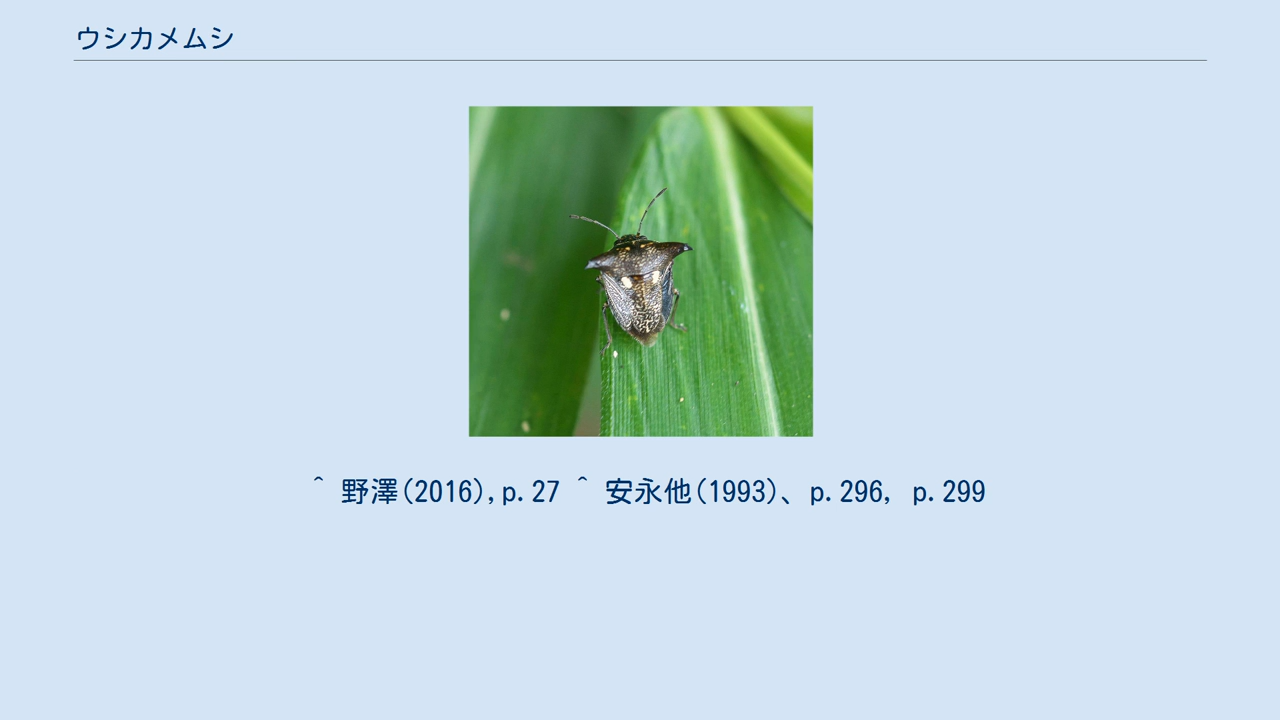 ウシカメムシ
^ 野澤(2016),p.27 ^ 安永他(1993)、p.296, p.299